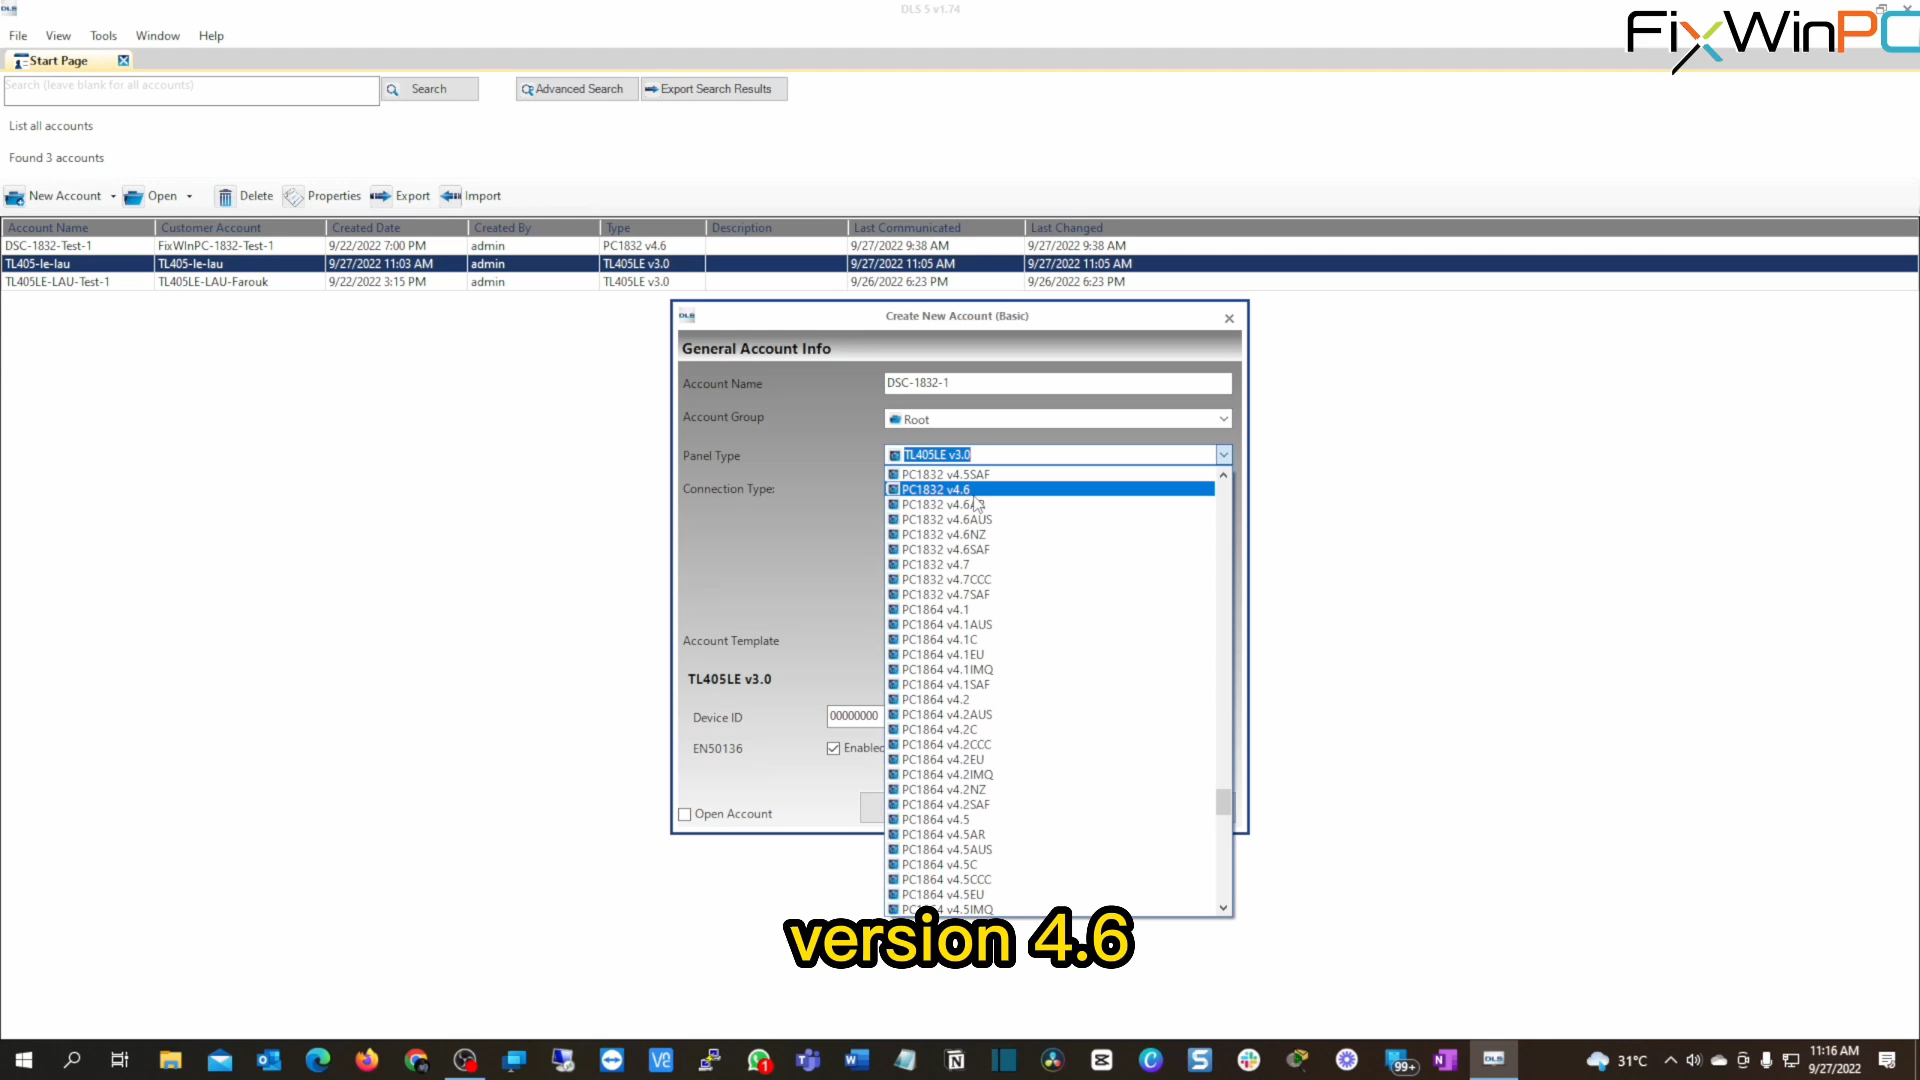 DLS 5 v1.74
FixWinPC
File View Tools Window Help
Start Page
Search (leave blank for all accounts) Search Advanced Search Export Search Results
List all accounts
Found 3 accounts
New Account Open Delete Properties Export Import
Account Name Customer Account Created Date Created By Type Description Last Communicated Last Changed
DSC-1832-Test-1 FixWInPC-1832-Test-1 9/22/2022 7:00 PM admin PC1832 v4.6 9/27/2022 9:38 AM 9/27/2022 9:38 AM
TL405-le-lau TL405-le-lau 9/27/2022 11:03 AM admin TL405LE v3.0 9/27/2022 11:05 AM 9/27/2022 11:05 AM
TL405LE-LAU-Test-1 TL405LE-LAU-Farouk 9/22/2022 3:15 PM admin TL405LE v3.0 9/26/2022 6:23 PM 9/26/2022 6:23 PM
DLS Create New Account (Basic)
General Account Info
Account Name DSC-1832-1
Account Group Root
Panel Type TL405LE v3.0
Connection Type:
PC1832 v4.5SAF
PC1832 v4.6
PC1832 v4.6
PC1832 v4.6AUS
PC1832 v4.6NZ
PC1832 v4.6SAF
PC1832 v4.7
PC1832 v4.7CCC
PC1832 v4.7SAF
PC1864 v4.1
PC1864 v4.1AUS
PC1864 v4.1C
PC1864 v4.1EU
PC1864 v4.1IMQ
PC1864 v4.1SAF
PC1864 v4.2
PC1864 v4.2AUS
PC1864 v4.2C
PC1864 v4.2CCC
PC1864 v4.2EU
PC1864 v4.2IMQ
PC1864 v4.2NZ
PC1864 v4.2SAF
PC1864 v4.5
PC1864 v4.5AR
PC1864 v4.5AUS
PC1864 v4.5C
PC1864 v4.5CCC
PC1864 v4.5EU
PC1864 v4.5IMQ
Account Template
TL405LE v3.0
Device ID 00000000
EN50136 Enabled
Open Account
version 4.6
99+
DLS
31°C
11:16 AM
9/27/2022